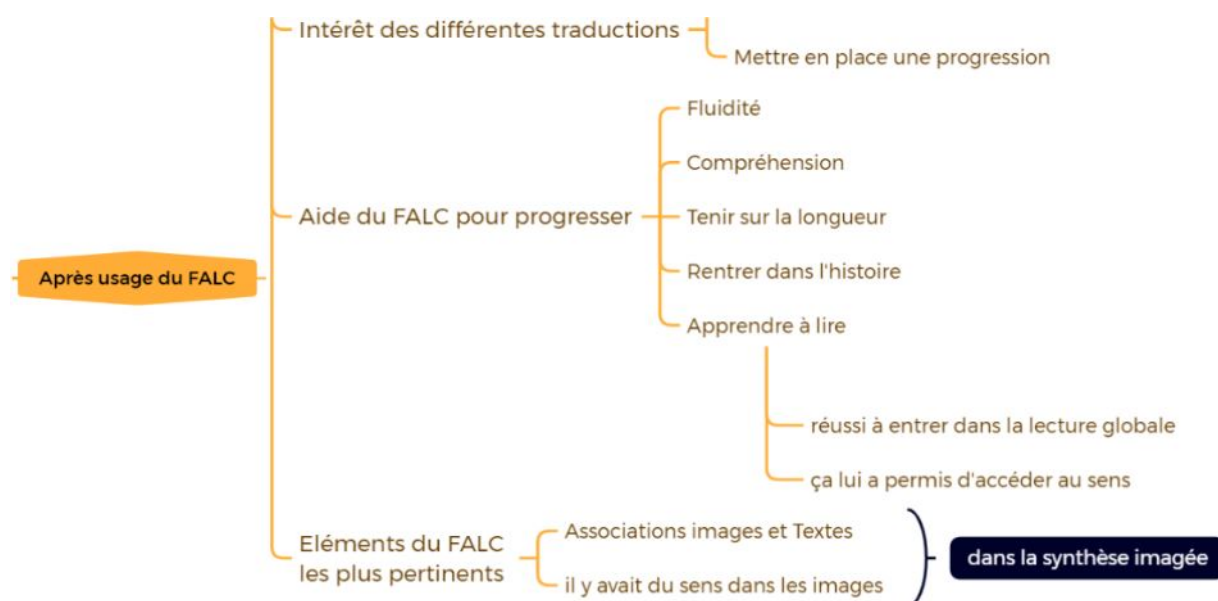 Intérêt des différentes traductions
Mettre en place une progression
Fluidité
Compréhension
Aide du FALC pour progresser
Tenir sur la longueur
Rentrer dans l'histoire
Après usage du FALC
Apprendre à lire
réussi à entrer dans la lecture globale
ça lui a permis d'accéder au sens
Eléments du FALC
les plus pertinents
Associations images et Textes
il y avait du sens dans les images
dans la synthèse imagée